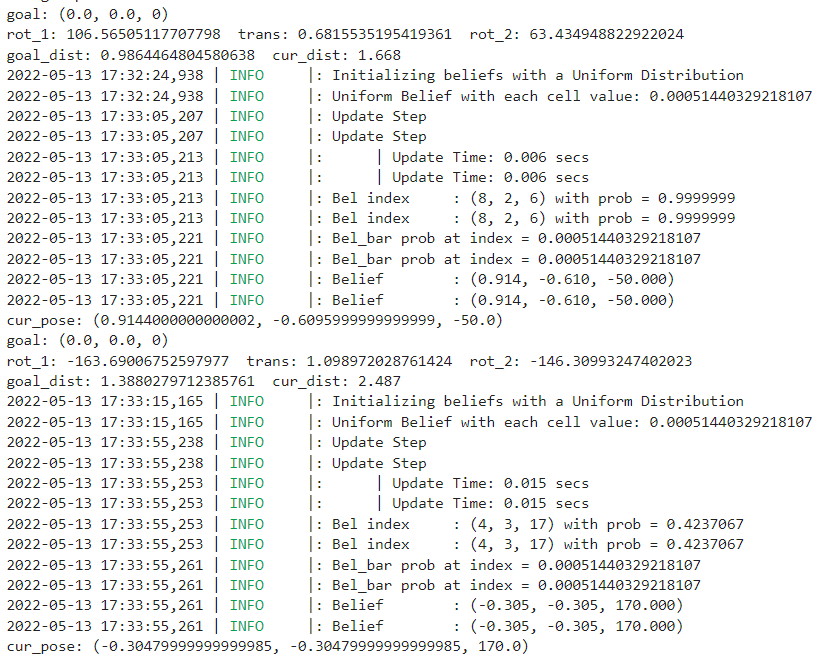 goal: (0.0, 0.0, 0)
rot_1: 106.56505117707798  trans: 0.6815535195419361  rot_2: 63.434948822922024
goal_dist: 0.9864464804580638  cur_dist: 1.668
2022-05-13 17:32:24,938 | INFO     |: Initializing beliefs with a Uniform Distribution
2022-05-13 17:32:24,938 | INFO     |: Uniform Belief with each cell value: 0.00051440329218107
2022-05-13 17:33:05,207 | INFO     |: Update Step
2022-05-13 17:33:05,207 | INFO     |: Update Step
2022-05-13 17:33:05,213 | INFO     |:      | Update Time: 0.006 secs
2022-05-13 17:33:05,213 | INFO     |:      | Update Time: 0.006 secs
2022-05-13 17:33:05,213 | INFO     |: Bel index     : (8, 2, 6) with prob = 0.9999999
2022-05-13 17:33:05,213 | INFO     |: Bel index     : (8, 2, 6) with prob = 0.9999999
2022-05-13 17:33:05,221 | INFO     |: Bel_bar prob at index = 0.00051440329218107
2022-05-13 17:33:05,221 | INFO     |: Bel_bar prob at index = 0.00051440329218107
2022-05-13 17:33:05,221 | INFO     |: Belief        : (0.914, -0.610, -50.000)
2022-05-13 17:33:05,221 | INFO     |: Belief        : (0.914, -0.610, -50.000)
cur_pose: (0.9144000000000002, -0.6095999999999999, -50.0)
goal: (0.0, 0.0, 0)
rot_1: -163.69006752597977  trans: 1.098972028761424  rot_2: -146.30993247402023
goal_dist: 1.3880279712385761  cur_dist: 2.487
2022-05-13 17:33:15,165 | INFO     |: Initializing beliefs with a Uniform Distribution
2022-05-13 17:33:15,165 | INFO     |: Uniform Belief with each cell value: 0.00051440329218107
2022-05-13 17:33:55,238 | INFO     |: Update Step
2022-05-13 17:33:55,238 | INFO     |: Update Step
2022-05-13 17:33:55,253 | INFO     |:      | Update Time: 0.015 secs
2022-05-13 17:33:55,253 | INFO     |:      | Update Time: 0.015 secs
2022-05-13 17:33:55,253 | INFO     |: Bel index     : (4, 3, 17) with prob = 0.4237067
2022-05-13 17:33:55,253 | INFO     |: Bel index     : (4, 3, 17) with prob = 0.4237067
2022-05-13 17:33:55,261 | INFO     |: Bel_bar prob at index = 0.00051440329218107
2022-05-13 17:33:55,261 | INFO     |: Bel_bar prob at index = 0.00051440329218107
2022-05-13 17:33:55,261 | INFO     |: Belief        : (-0.305, -0.305, 170.000)
2022-05-13 17:33:55,261 | INFO     |: Belief        : (-0.305, -0.305, 170.000)
cur_pose: (-0.30479999999999985, -0.30479999999999985, 170.0)